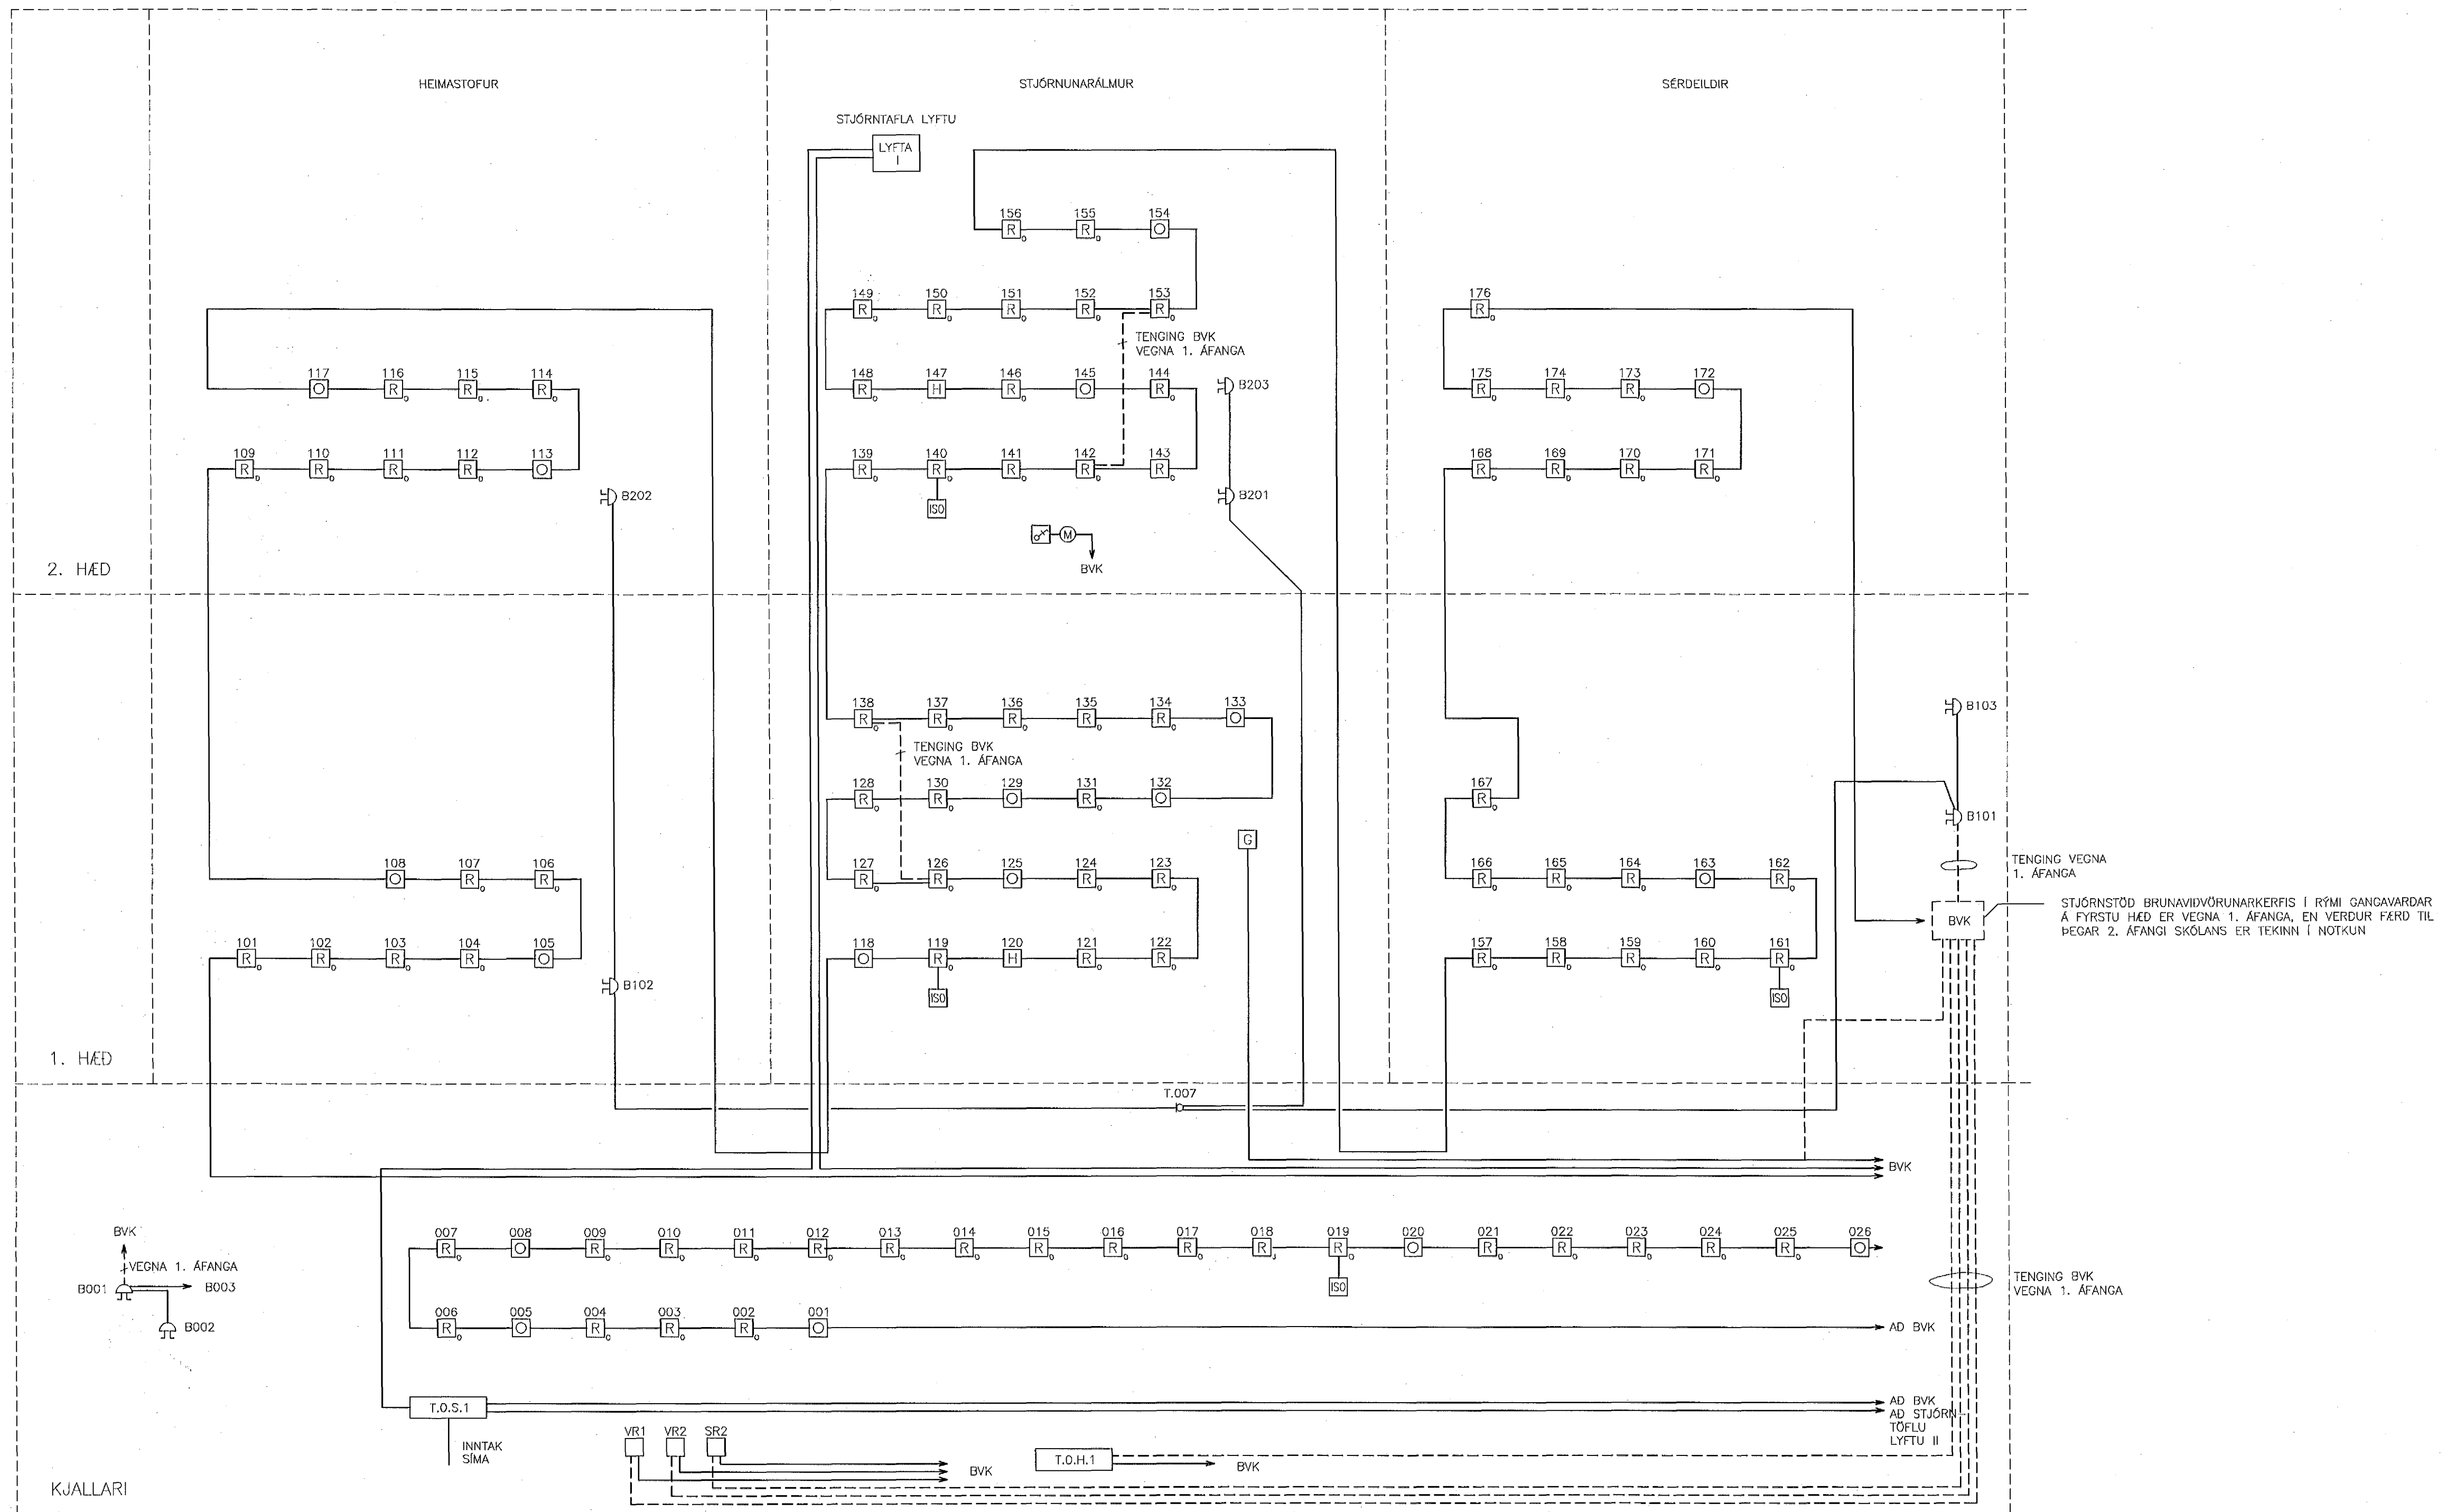 HEIMASTOFUR
STJÓRNUNARÁLMUR
SÉRDEILDIR
STJÓRNTAFLA LYFTU
LYFTA
I
156 155 154
R R O
149 150 151 152 153
R R R R R
176
R
TENGING BVK
VEGNA 1. ÁFANGA
117 116 115 114
O R R R
148 147 146 145 144
R H R O R
B203
175 174 173 172
R R R O
109 110 111 112 113
R R R R O
139 140 141 142 143
R R R R R
168 169 170 171
R R R R
B202
ISO
B201
M
BVK
2. HÆÐ
138 137 136 135 134 133
R R R R R O
B103
TENGING BVK
VEGNA 1. ÁFANGA
128 130 129 131 132
R R O R O
167
R
B101
G
108 107 106
O R R
127 126 125 124 123
R R O R R
166 165 164 163 162
R R R O R
TENGING VEGNA
1. ÁFANGA
BVK
STJÓRNSTÖÐ BRUNAVIÐVÖRUNARKERFIS Í RÝMI GANGAVARÐAR
Á FYRSTU HÆÐ ER VEGNA 1. ÁFANGA, EN VERÐUR FÆRÐ TIL
ÞEGAR 2. ÁFANGI SKÓLANS ER TEKINN Í NOTKUN
101 102 103 104 105
R R R R O
118 119 120 121 122
O R H R R
157 158 159 160 161
R R R R R
B102
ISO
ISO
1. HÆÐ
T.007
BVK
BVK
VEGNA 1. ÁFANGA
B001
B003
B002
007 008 009 010 011 012 013 014 015 016 017 018 019 020 021 022 023 024 025 026
R O R R R R R R R R R R R O R R R R R O
ISO
TENGING BVK
VEGNA 1. ÁFANGA
006 005 004 003 002 001
R O R R R O
AÐ BVK
T.O.S.1
AÐ BVK
AÐ STJÓRN-
TÖFLU
LYFTU II
INNTAK
SÍMA
VR1 VR2 SR2
BVK
T.O.H.1
BVK
KJALLARI